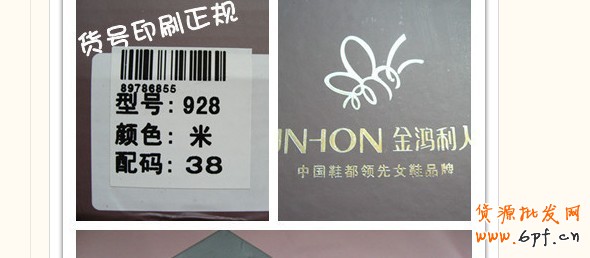 货号印刷正规
89786855
型号: 928
颜色: 米
配码: 38
UNHON 金鸿利人
中国鞋都领先女鞋品牌
货源批发网
www.6pf.cn